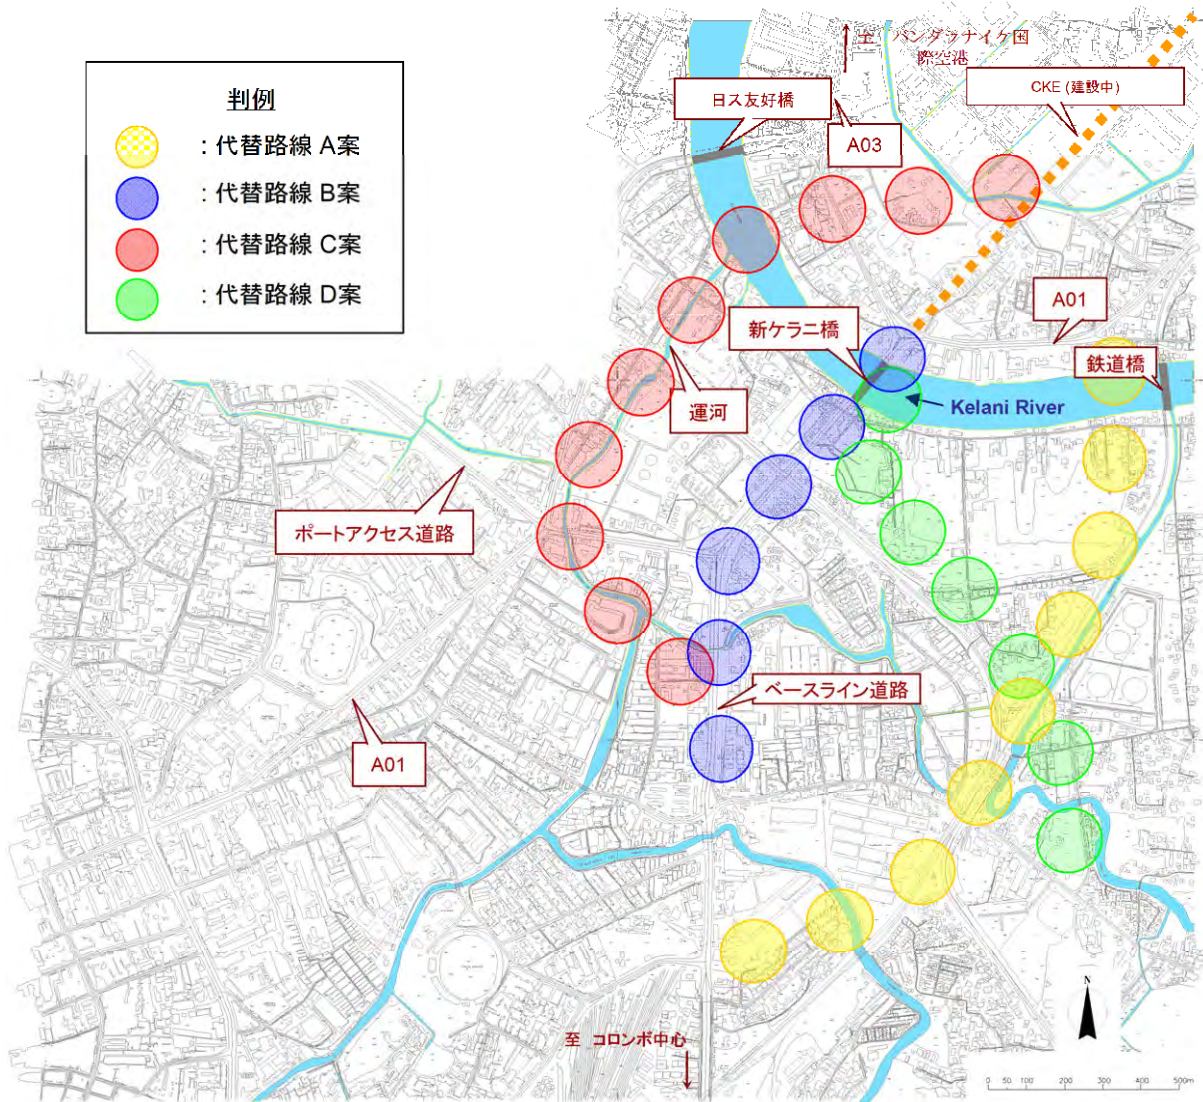 至 バンダラナイケ国
際空港
判例
: 代替路線 A案
: 代替路線 B案
: 代替路線 C案
: 代替路線 D案
日ス友好橋
CKE (建設中)
A03
A01
新ケラニ橋
鉄道橋
運河
Kelani River
ポートアクセス道路
ベースライン道路
A01
至 コロンボ中心
N
0 50 100 200 300 400 500m